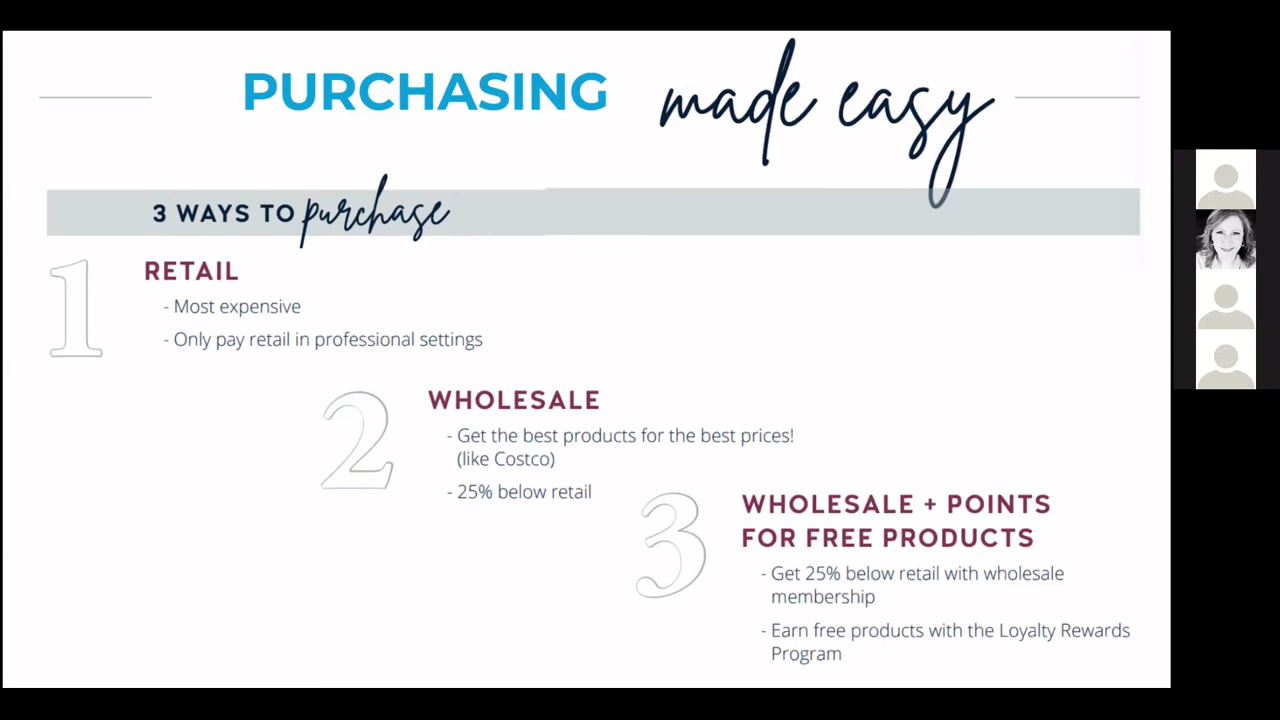 PURCHASING made easy
3 WAYS TO purchase
1
RETAIL
- Most expensive
- Only pay retail in professional settings
2
WHOLESALE
- Get the best products for the best prices!
(like Costco)
- 25% below retail
3
WHOLESALE + POINTS
FOR FREE PRODUCTS
- Get 25% below retail with wholesale
membership
- Earn free products with the Loyalty Rewards
Program